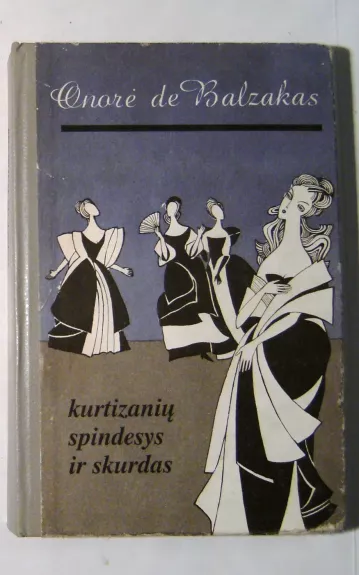 Onorė de Balzakas
kurtizanių
spindesys
ir skurdas